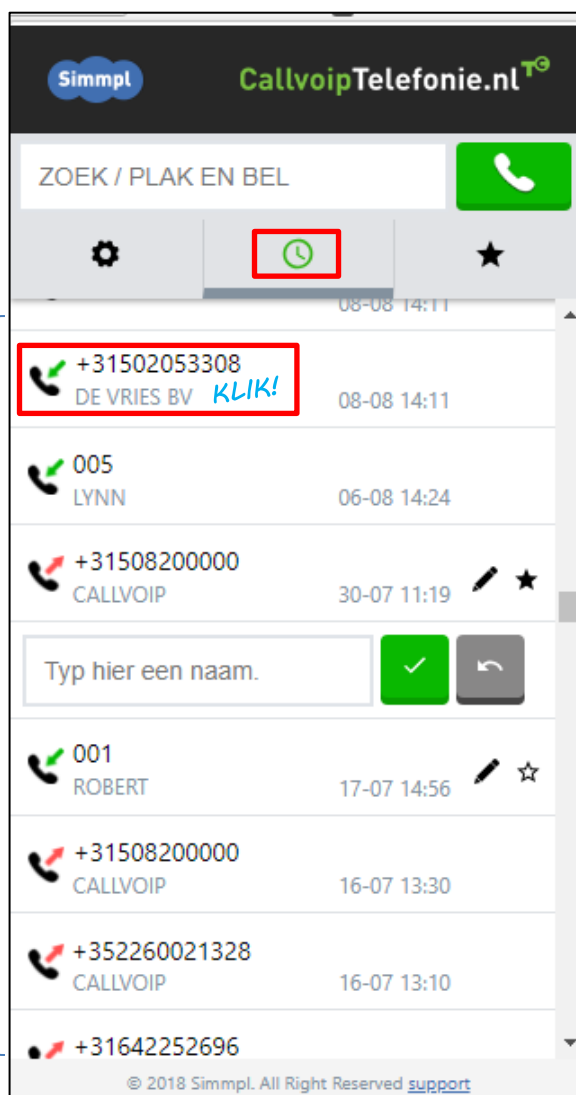 Simmpl CallvoipTelefonie.nl
ZOEK / PLAK EN BEL
08-08 14:11
+31502053308
DE VRIES BV KLIK! 08-08 14:11
005
LYNN 06-08 14:24
+31508200000
CALLVOIP 30-07 11:19
Typ hier een naam.
001
ROBERT 17-07 14:56
+31508200000
CALLVOIP 16-07 13:30
+352260021328
CALLVOIP 16-07 13:10
+31642252696
© 2018 Simmpl. All Right Reserved support